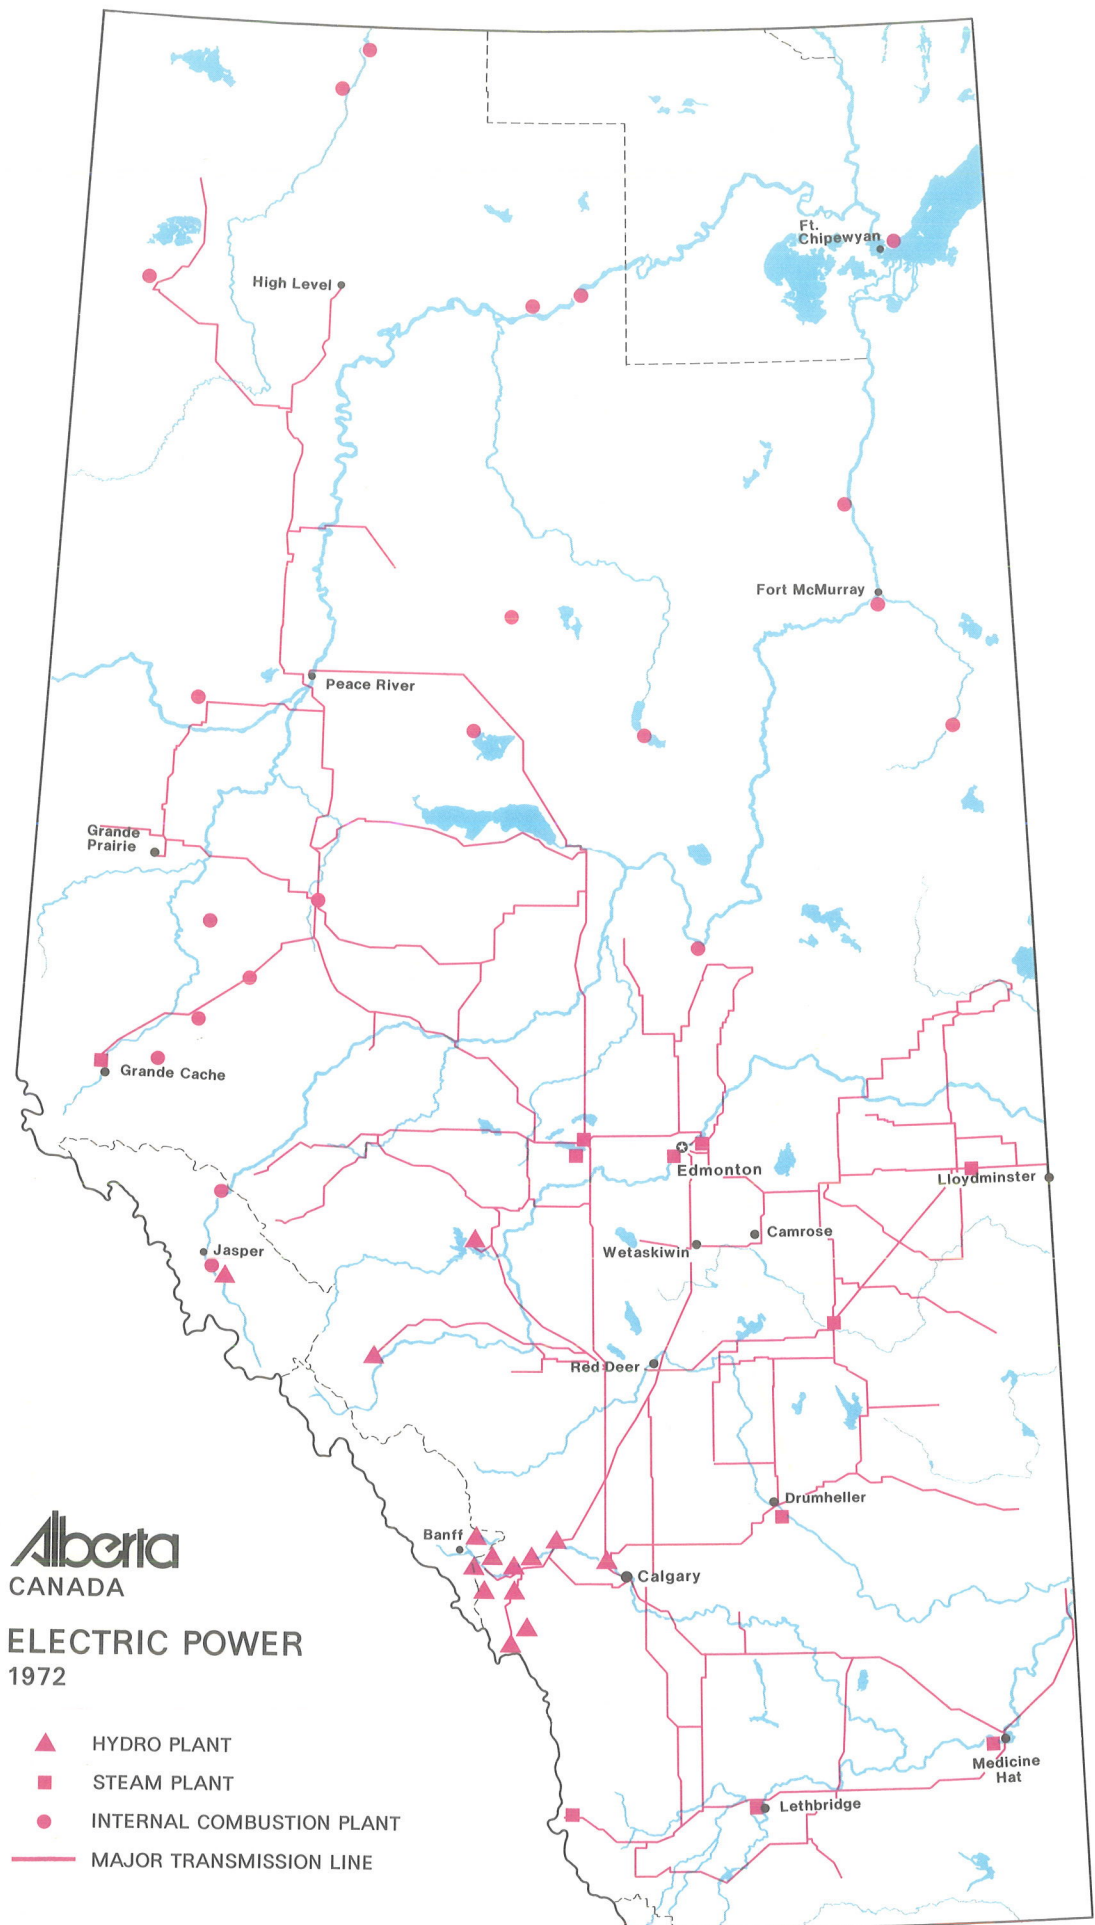 Ft.
Chipewyan
High Level
Fort McMurray
Peace River
Grande
Prairie
Grande Cache
Edmonton
Lloydminster
Jasper
Camrose
Wetaskiwin
Red Deer
Drumheller
Banff
Calgary
Medicine
Hat
Lethbridge
Alberta
CANADA
ELECTRIC POWER
1972
HYDRO PLANT
STEAM PLANT
INTERNAL COMBUSTION PLANT
MAJOR TRANSMISSION LINE